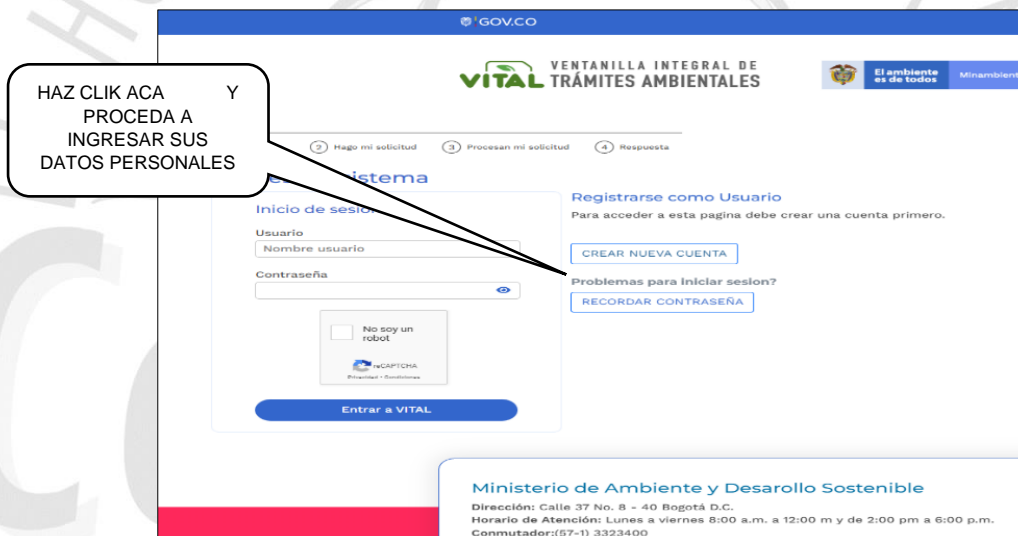 GOV.CO
VITAL
VENTANILLA INTEGRAL DE
TRÁMITES AMBIENTALES
El ambiente
es de todos
Minambient
HAZ CLIK ACA Y
PROCEDA A
INGRESAR SUS
DATOS PERSONALES
2 Hago mi solicitud
3 Procesan mi solicitud
4 Respuesta
istema
Inicio de sesión
Usuario
Nombre usuario
Contraseña
No soy un
robot
reCAPTCHA
Privacidad • Condiciones
Entrar a VITAL
Registrarse como Usuario
Para acceder a esta pagina debe crear una cuenta primero.
CREAR NUEVA CUENTA
Problemas para iniciar sesion?
RECORDAR CONTRASEÑA
Ministerio de Ambiente y Desarollo Sostenible
Dirección: Calle 37 No. 8 - 40 Bogotá D.C.
Horario de Atención: Lunes a viernes 8:00 a.m. a 12:00 m y de 2:00 pm a 6:00 p.m.
Conmutador:(57-1) 3323400